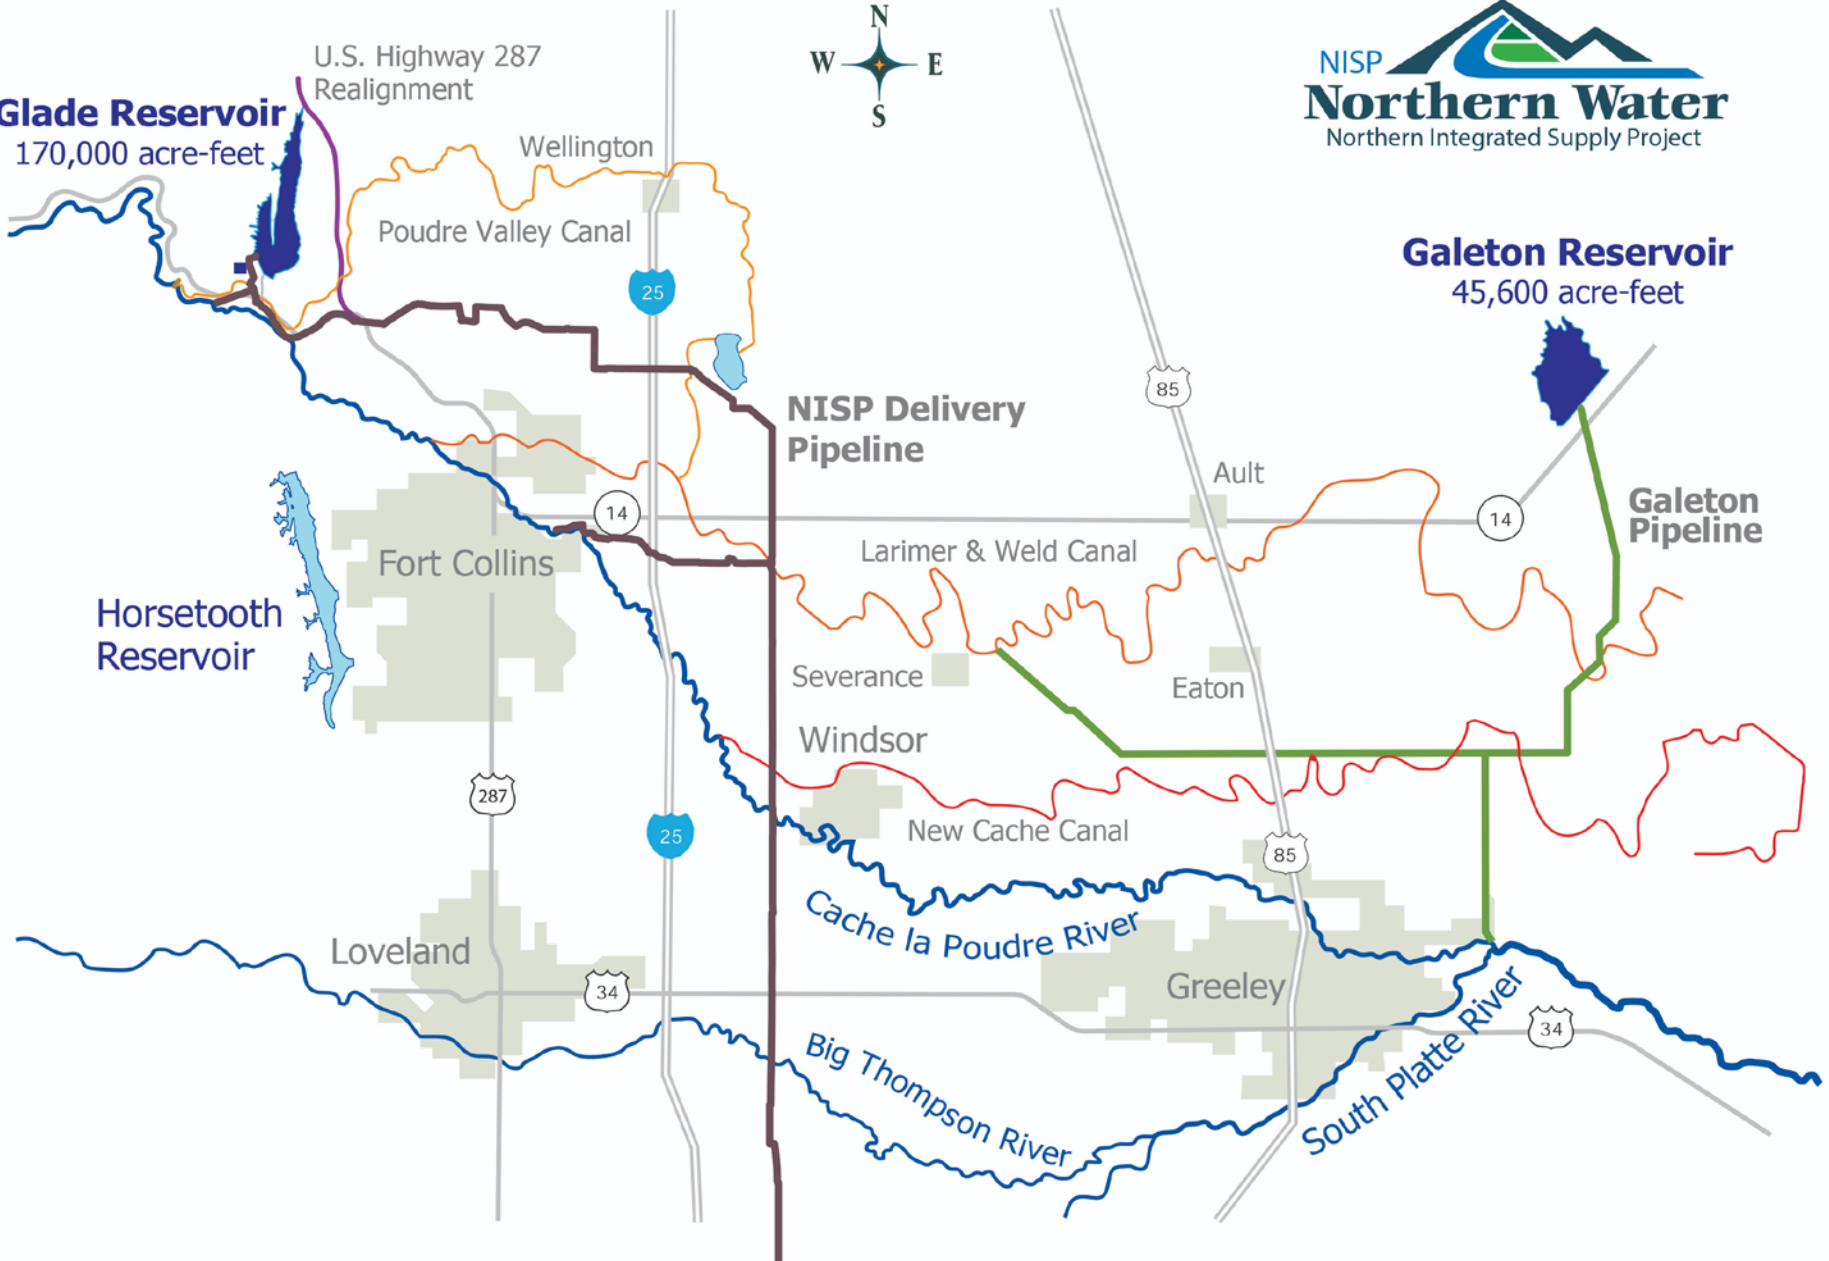 N
W
E
S
NISP
Northern Water
Northern Integrated Supply Project
U.S. Highway 287
Realignment
Glade Reservoir
170,000 acre-feet
Wellington
Poudre Valley Canal
25
Galeton Reservoir
45,600 acre-feet
85
NISP Delivery
Pipeline
Ault
14
14
Galeton
Pipeline
Larimer & Weld Canal
Fort Collins
Horsetooth
Reservoir
Severance
Eaton
Windsor
287
25
New Cache Canal
85
Cache la Poudre River
Loveland
34
Greeley
South Platte River
34
Big Thompson River